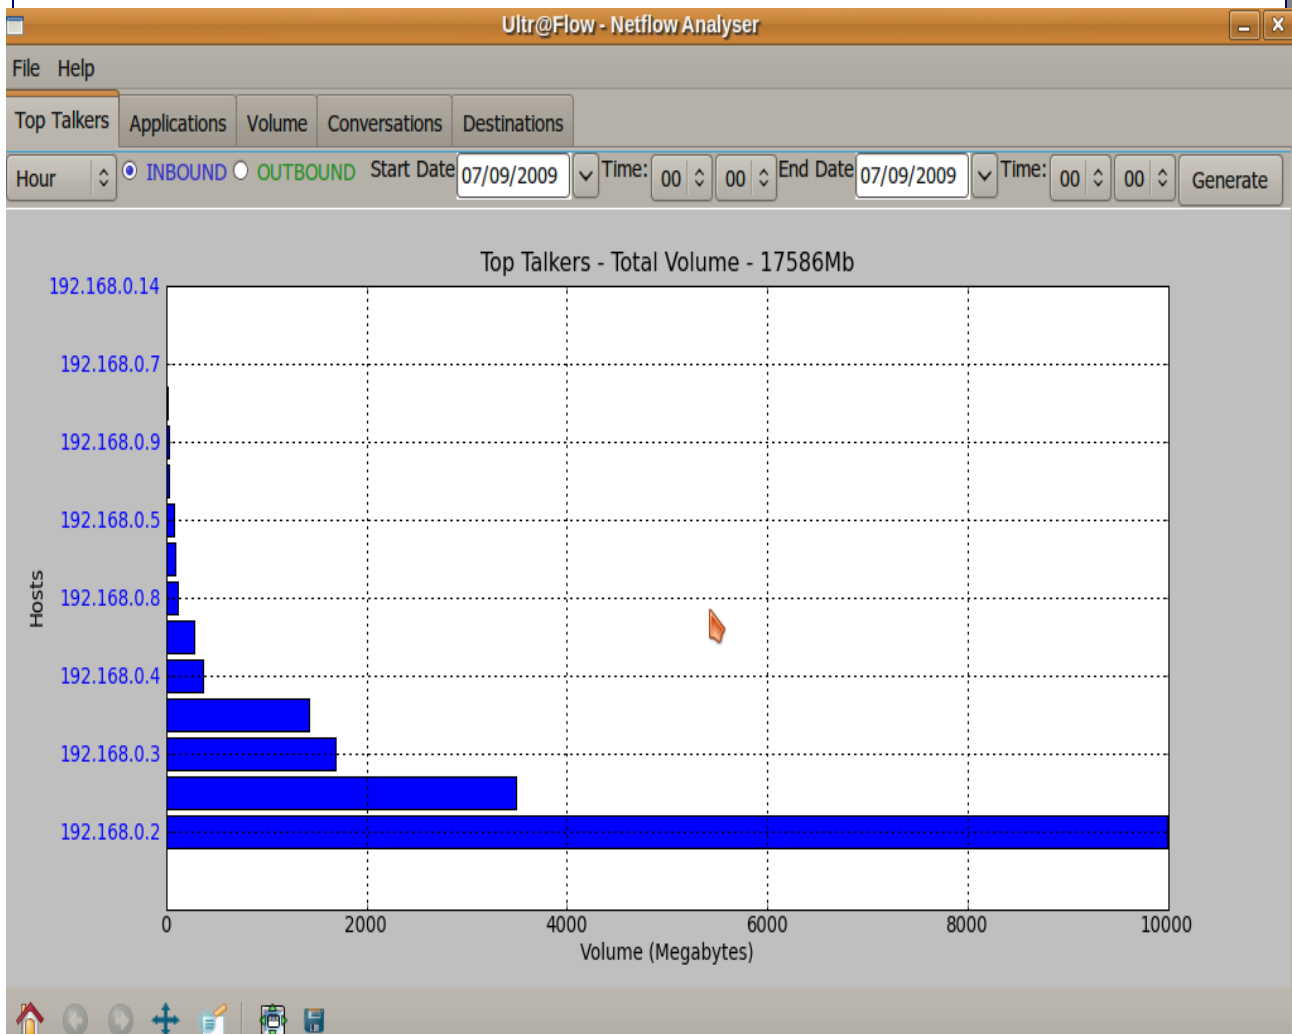 Ultr@Flow - Netflow Analyser
File Help
Top Talkers Applications Volume Conversations Destinations
Hour INBOUND OUTBOUND Start Date 07/09/2009 Time: 00 00 End Date 07/09/2009 Time: 00 00 Generate
Top Talkers - Total Volume - 17586Mb
192.168.0.14
192.168.0.7
192.168.0.9
192.168.0.5
192.168.0.8
192.168.0.4
192.168.0.3
192.168.0.2
Hosts
0 2000 4000 6000 8000 10000
Volume (Megabytes)